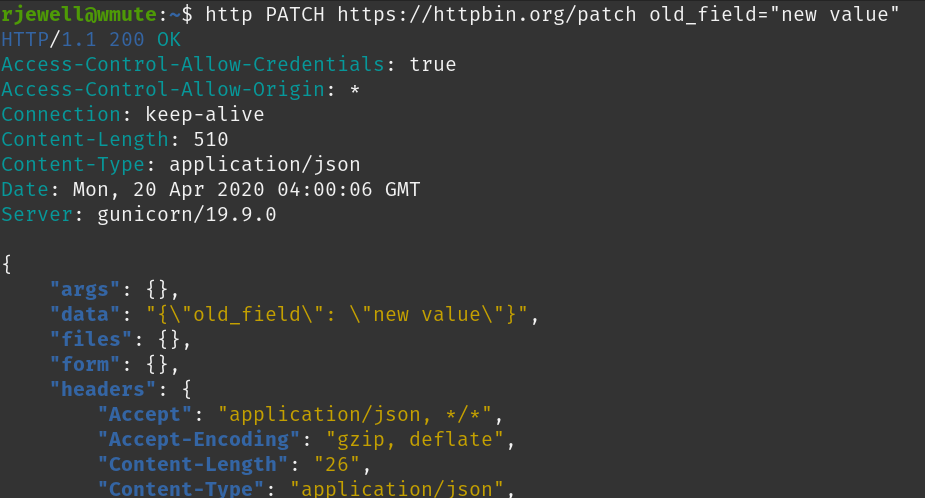 rjewell@wmute:~$ http PATCH https://httpbin.org/patch old_field="new value"
HTTP/1.1 200 OK
Access-Control-Allow-Credentials: true
Access-Control-Allow-Origin: *
Connection: keep-alive
Content-Length: 510
Content-Type: application/json
Date: Mon, 20 Apr 2020 04:00:06 GMT
Server: gunicorn/19.9.0

{
    "args": {},
    "data": "{\"old_field\": \"new value\"}",
    "files": {},
    "form": {},
    "headers": {
        "Accept": "application/json, */*",
        "Accept-Encoding": "gzip, deflate",
        "Content-Length": "26",
        "Content-Type": "application/json",